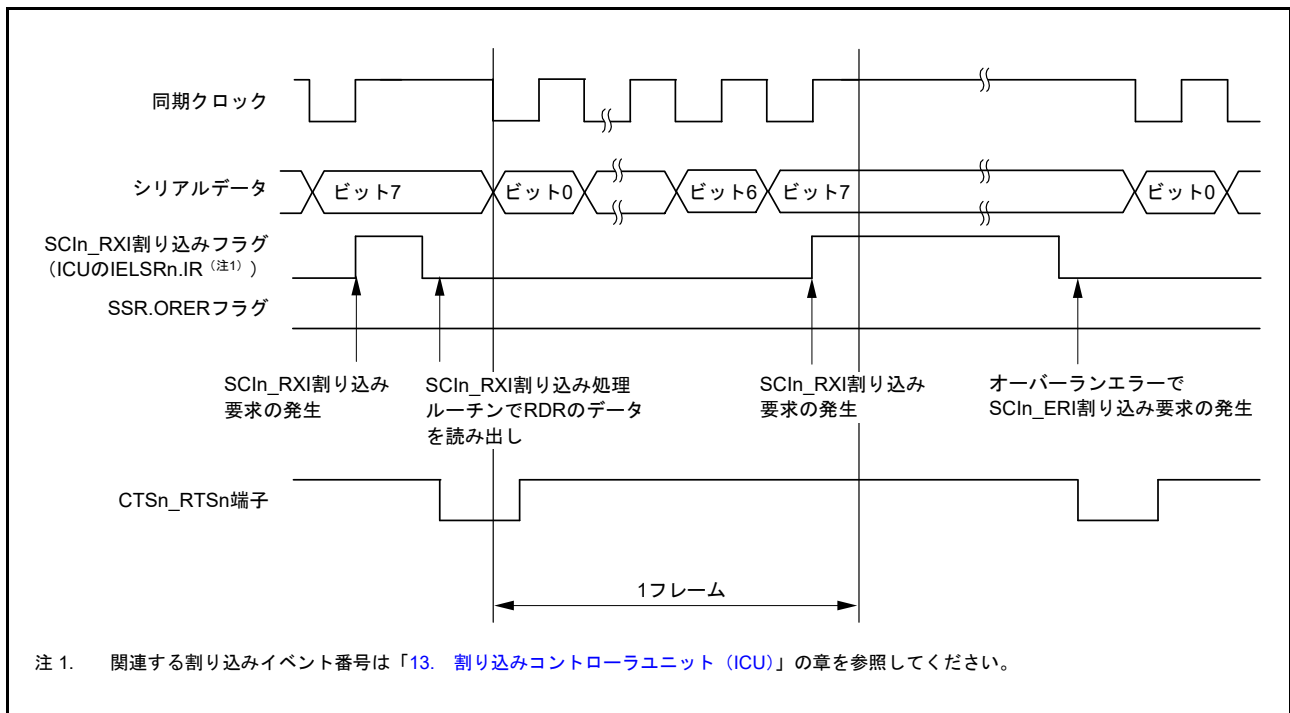 同期クロック
シリアルデータ
ビット7
ビット0
ビット6
ビット7
ビット0
SCIn_RXI割り込みフラグ
（ICUのIELSRn.IR（注1））
SSR.ORERフラグ
SCIn_RXI割り込み
要求の発生
SCIn_RXI割り込み処理
ルーチンでRDRのデータ
を読み出し
SCIn_RXI割り込み
要求の発生
オーバーランエラーで
SCIn_ERI割り込み要求の発生
CTSn_RTSn端子
1フレーム
注 1. 関連する割り込みイベント番号は「13. 割り込みコントローラユニット（ICU）」の章を参照してください。